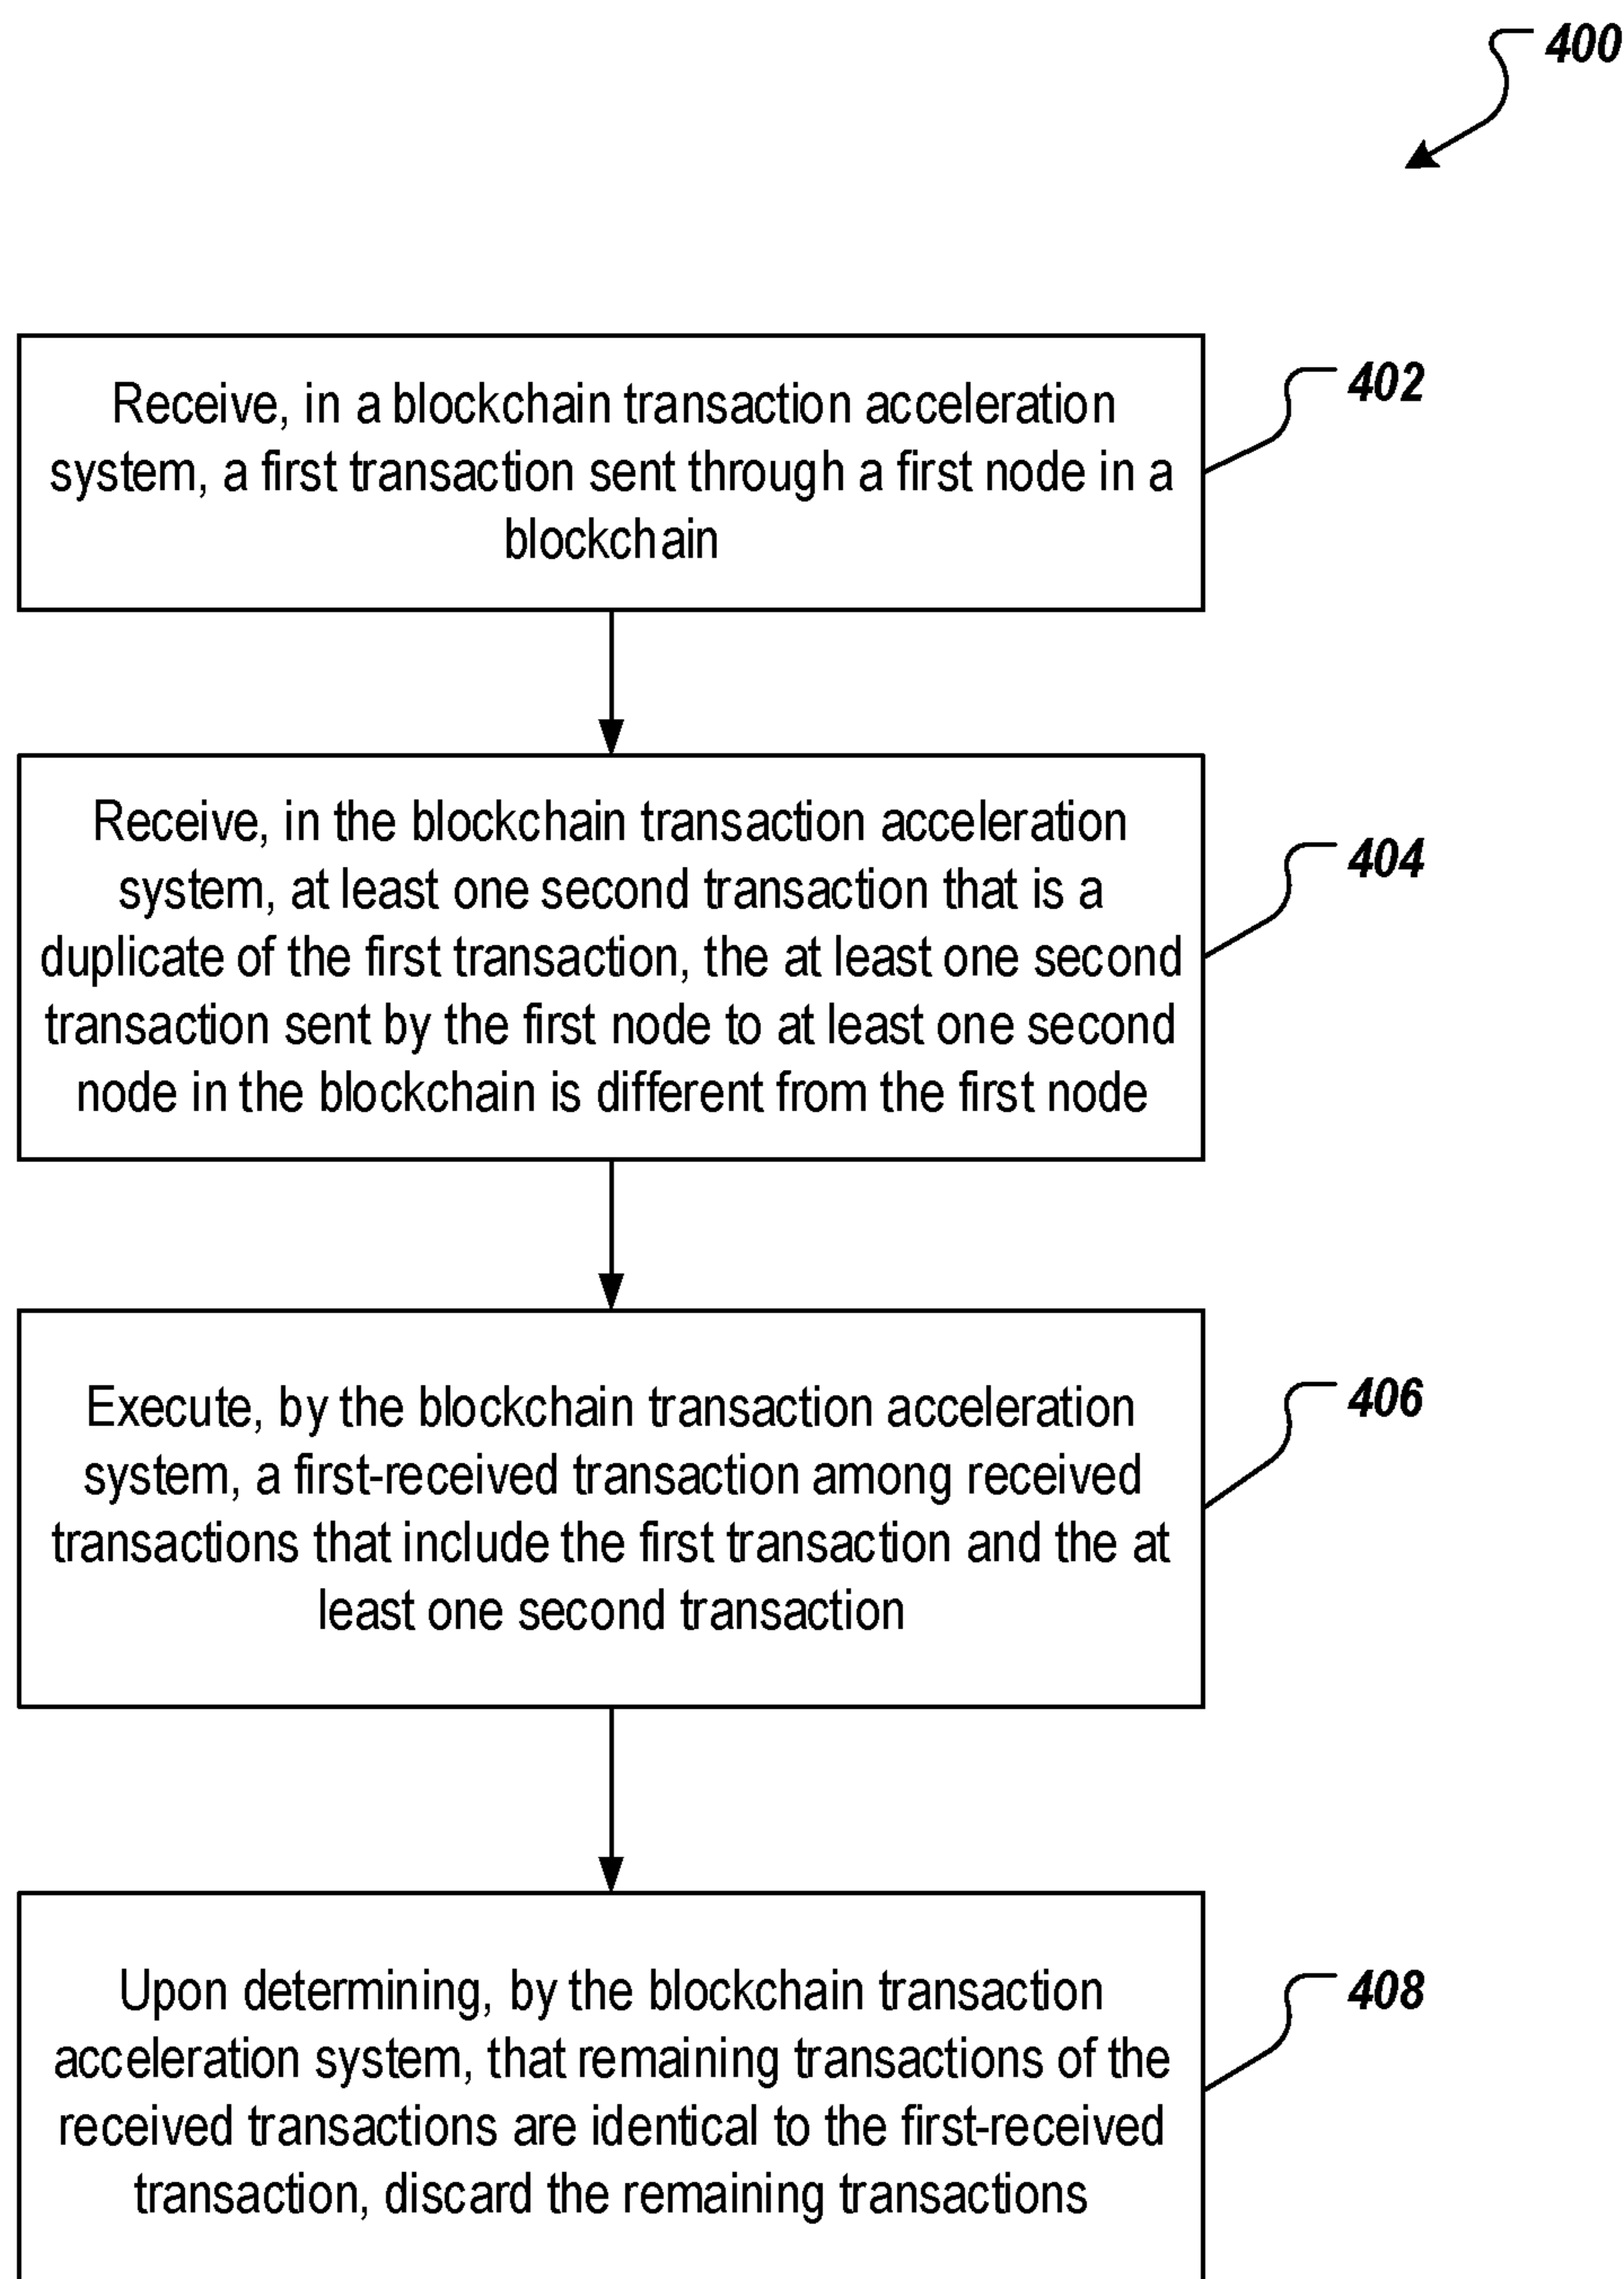 400
Receive, in a blockchain transaction acceleration
system, a first transaction sent through a first node in a
blockchain
402
Receive, in the blockchain transaction acceleration
system, at least one second transaction that is a
duplicate of the first transaction, the at least one second
transaction sent by the first node to at least one second
node in the blockchain is different from the first node
404
Execute, by the blockchain transaction acceleration
system, a first-received transaction among received
transactions that include the first transaction and the at
least one second transaction
406
Upon determining, by the blockchain transaction
acceleration system, that remaining transactions of the
received transactions are identical to the first-received
transaction, discard the remaining transactions
408